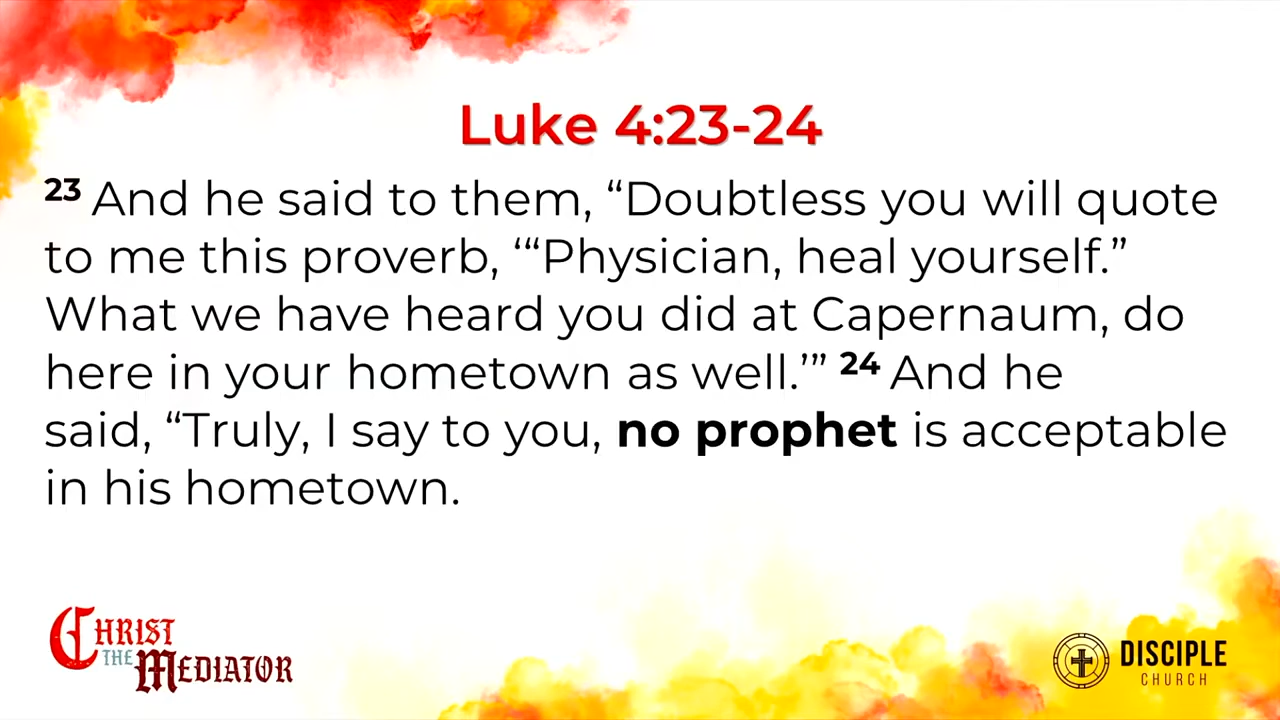 Luke 4:23-24
23 And he said to them, “Doubtless you will quote
to me this proverb, ‘“Physician, heal yourself.”
What we have heard you did at Capernaum, do
here in your hometown as well.’” 24 And he
said, “Truly, I say to you, no prophet is acceptable
in his hometown.
CHRIST
THE MEDIATOR
DISCIPLE
CHURCH